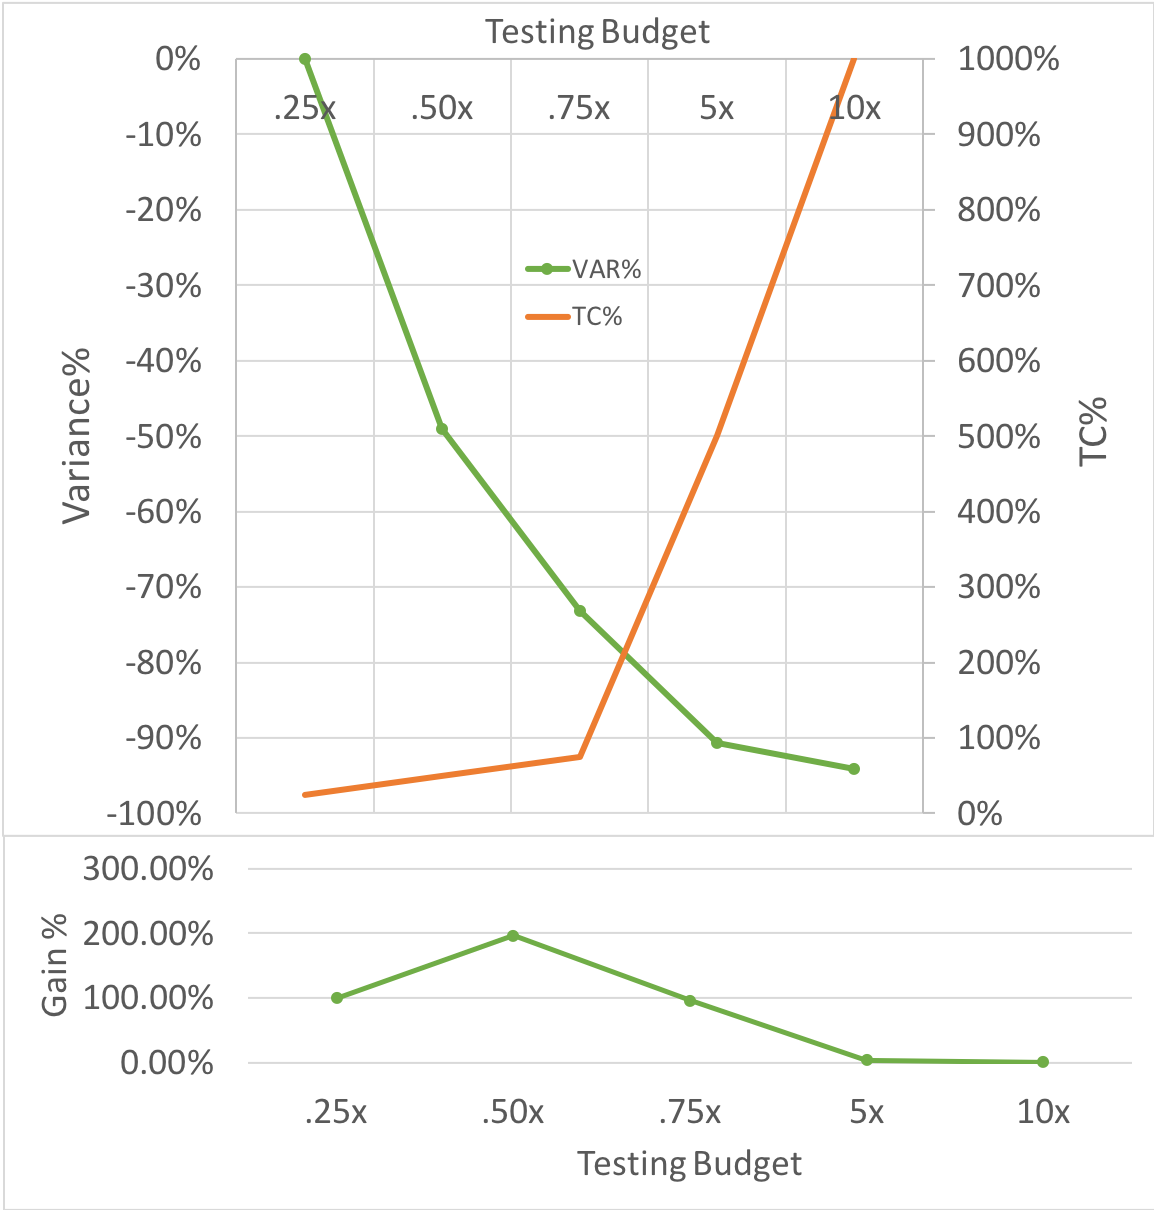 Testing Budget
0% 1000%
.25x .50x .75x 5x 10x
-10% 900%
-20% 800%
VAR%
-30% 700%
TC%
-40% 600%
Variance%
TC%
-50% 500%
-60% 400%
-70% 300%
-80% 200%
-90% 100%
-100% 0%
300.00%
Gain %
200.00%
100.00%
0.00%
.25x .50x .75x 5x 10x
Testing Budget